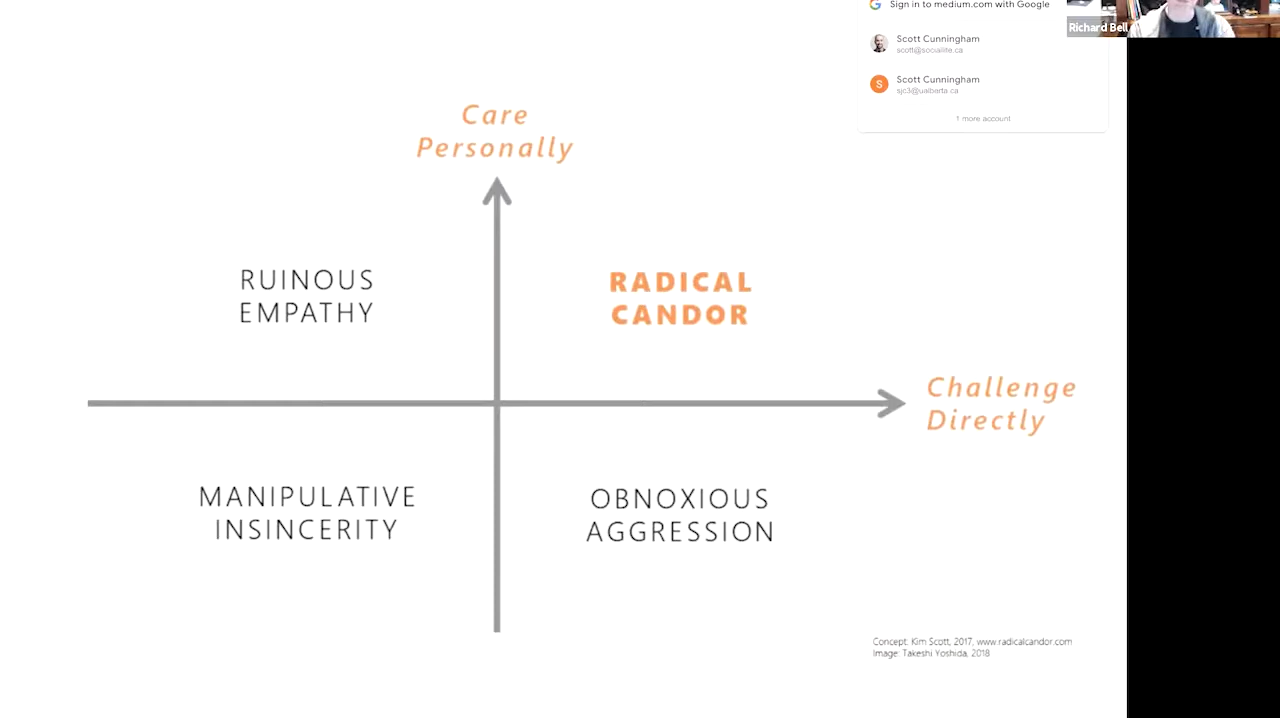 Sign in to medium.com with Google
Richard Bell
Scott Cunningham
scott@sociallite.ca
S
Scott Cunningham
sjc3@ualberta.ca
1 more account
Care
Personally
RUINOUS
EMPATHY
RADICAL
CANDOR
Challenge
Directly
MANIPULATIVE
INSINCERITY
OBNOXIOUS
AGGRESSION
Concept: Kim Scott, 2017, www.radicalcandor.com
Image: Takeshi Yoshida, 2018